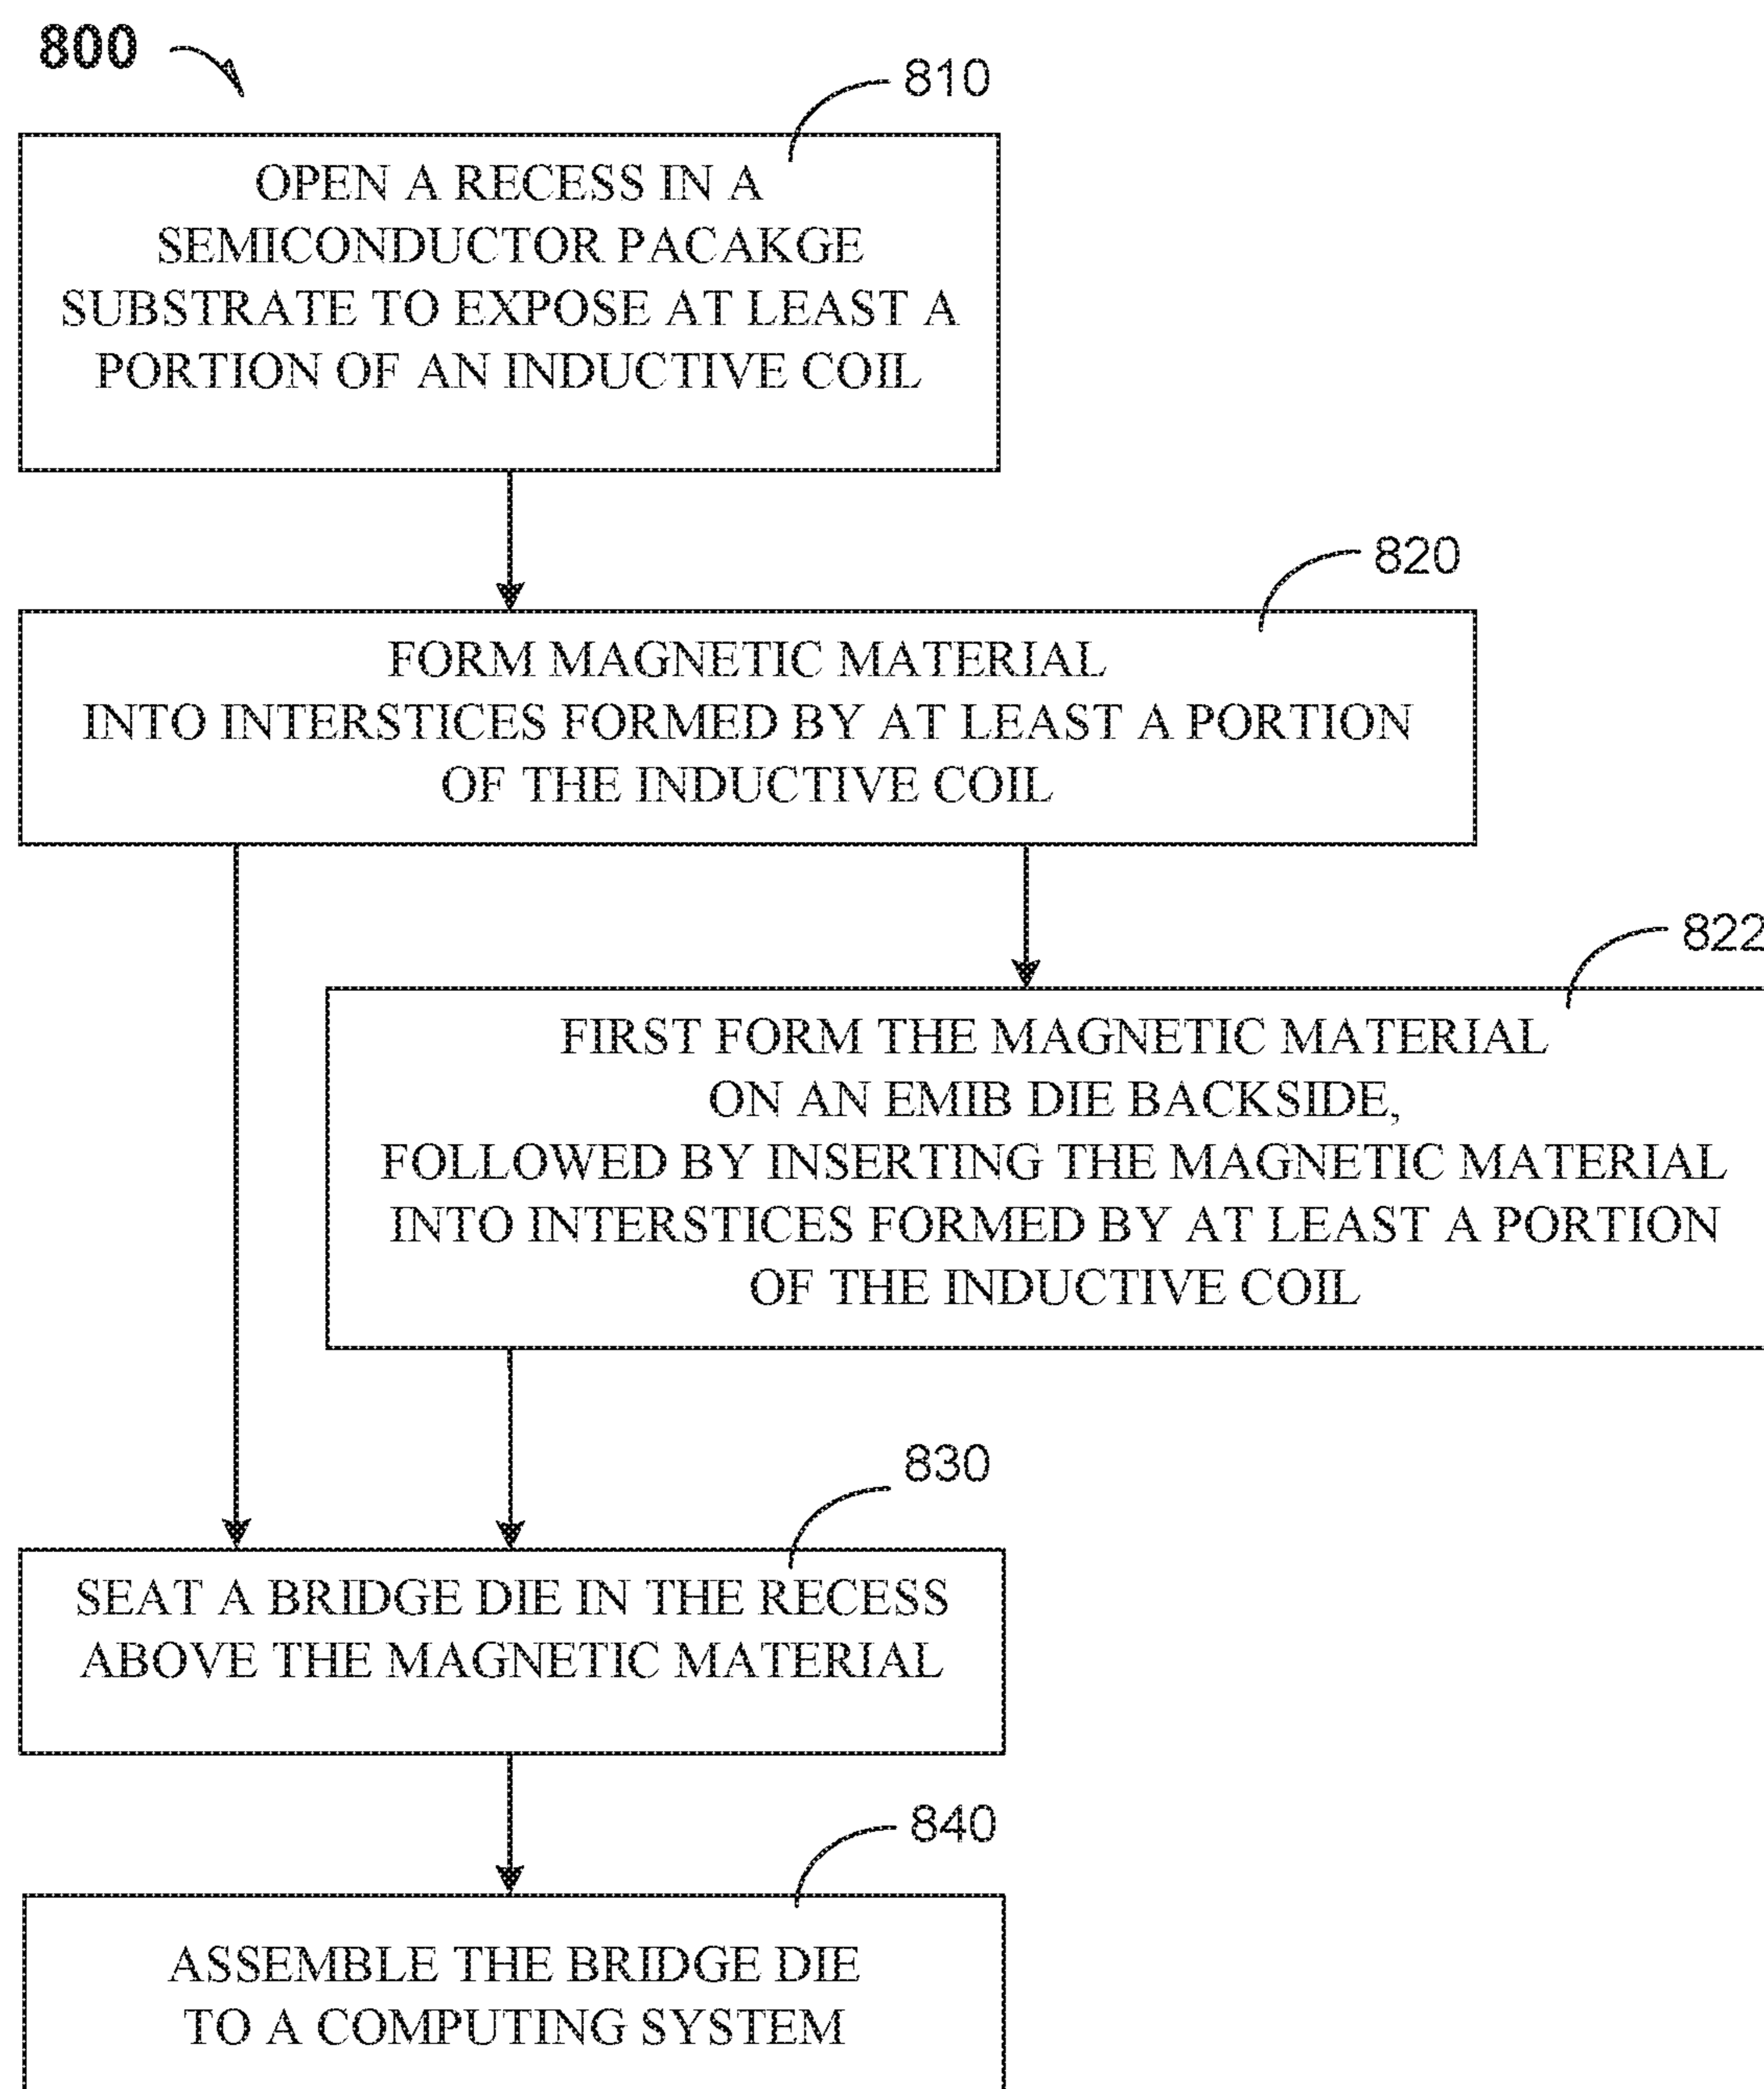 800
810
OPEN A RECESS IN A
SEMICONDUCTOR PACAKGE
SUBSTRATE TO EXPOSE AT LEAST A
PORTION OF AN INDUCTIVE COIL
820
FORM MAGNETIC MATERIAL
INTO INTERSTICES FORMED BY AT LEAST A PORTION
OF THE INDUCTIVE COIL
822
FIRST FORM THE MAGNETIC MATERIAL
ON AN EMIB DIE BACKSIDE,
FOLLOWED BY INSERTING THE MAGNETIC MATERIAL
INTO INTERSTICES FORMED BY AT LEAST A PORTION
OF THE INDUCTIVE COIL
830
SEAT A BRIDGE DIE IN THE RECESS
ABOVE THE MAGNETIC MATERIAL
840
ASSEMBLE THE BRIDGE DIE
TO A COMPUTING SYSTEM